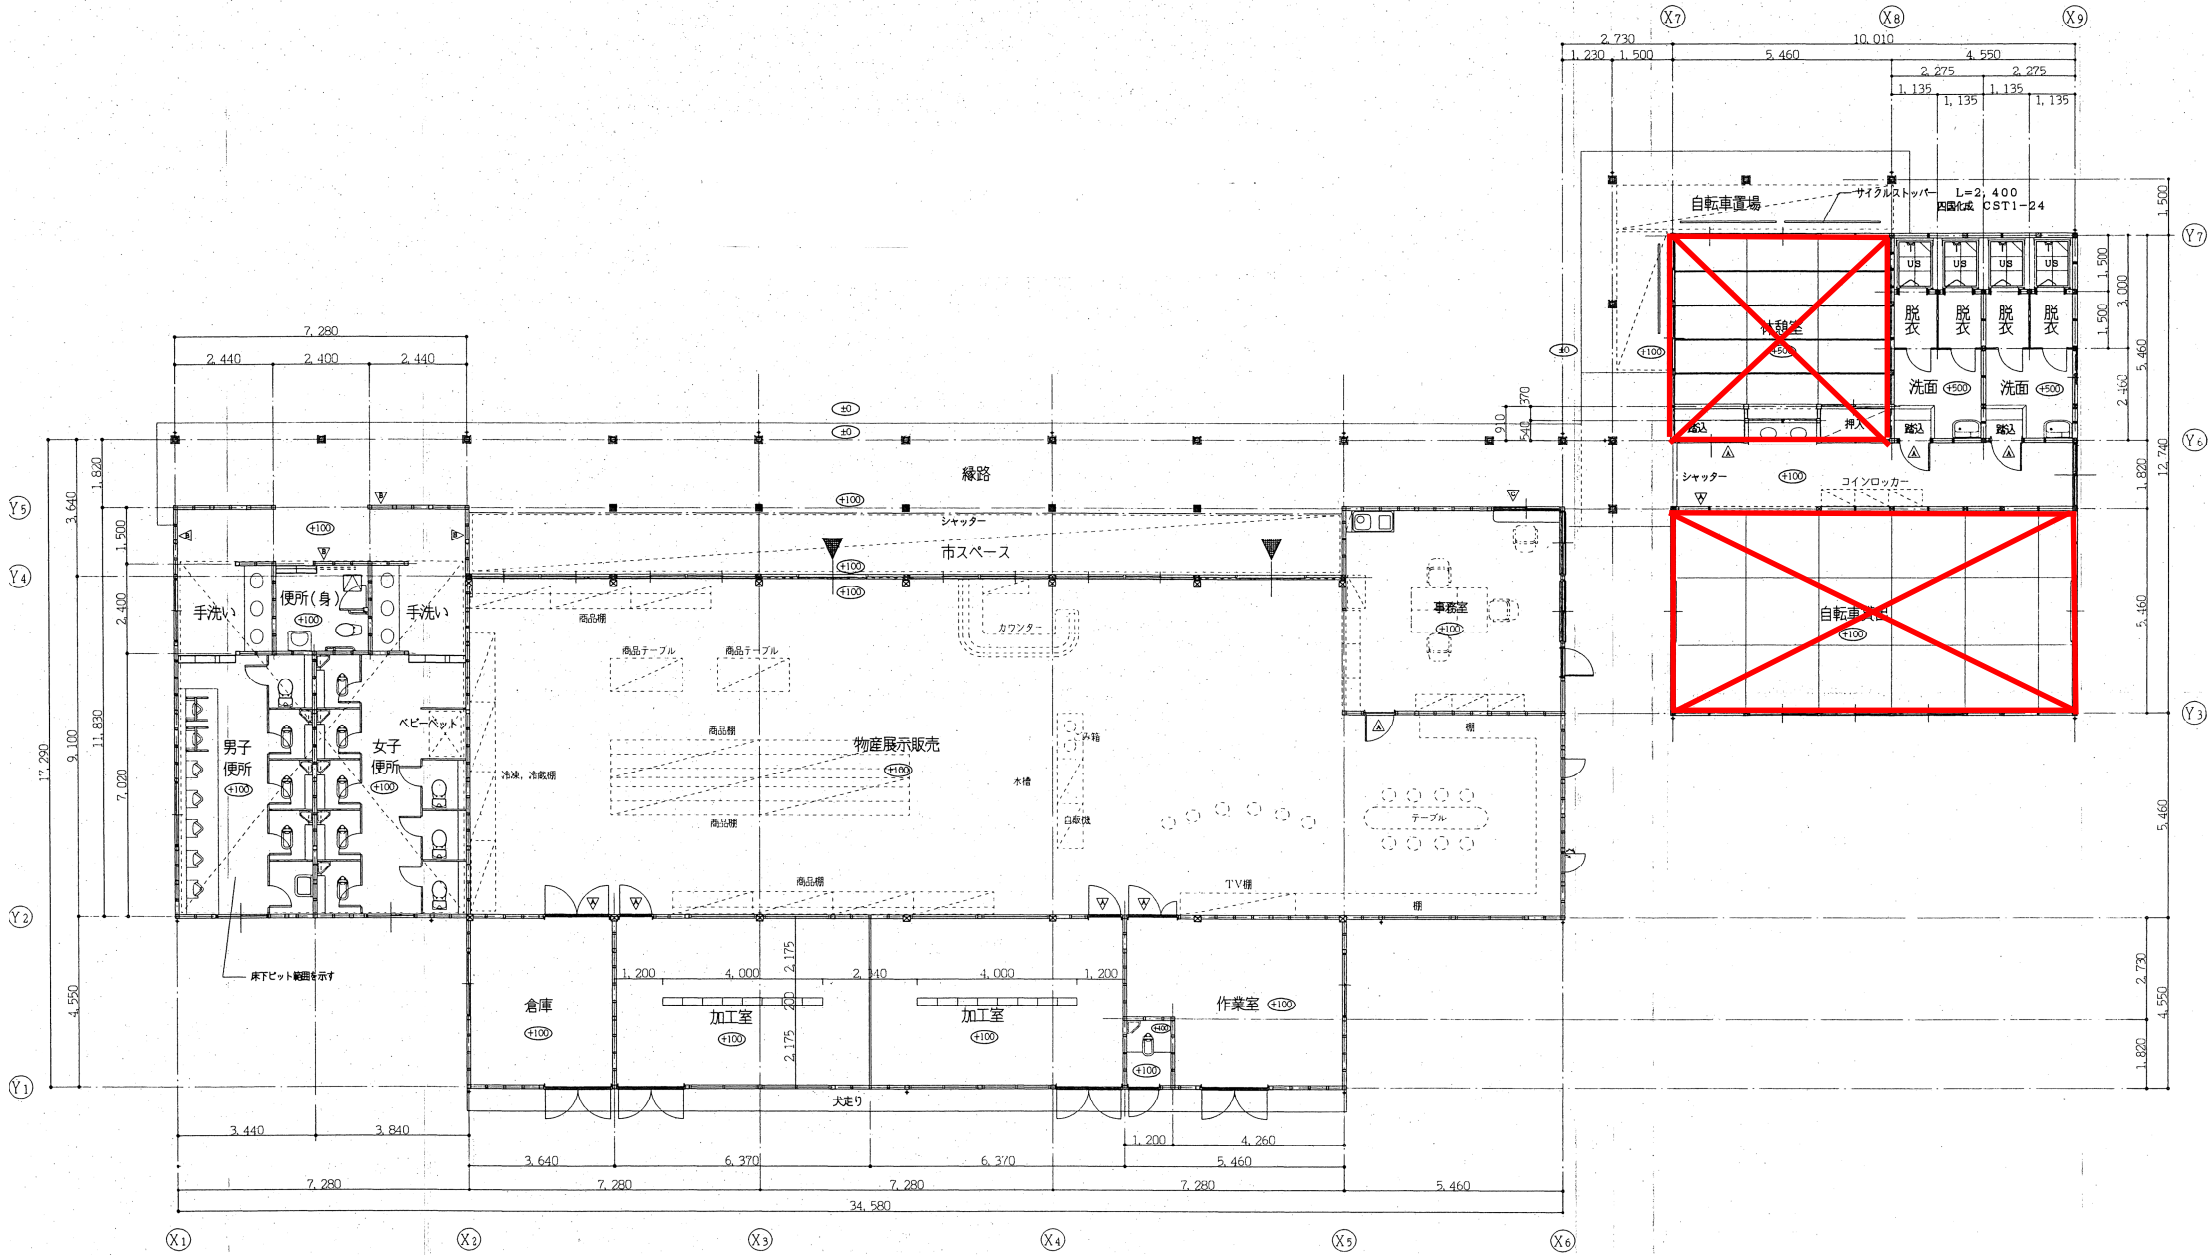 X7
X8
X9
2,730
10,010
1,230
1,500
5,460
4,550
2,275
2,275
1,135
1,135
1,135
1,135
サイクルストッパー L=2,400
四国化成 CST1-24
自転車置場
1,500
Y7
US
US
US
US
1,500
3,000
脱衣
脱衣
脱衣
脱衣
1,500
5,460
休憩室
+500
±0
+100
洗面
+500
洗面
+500
2,460
7,280
2,440
2,400
2,440
370
910
540
±0
±0
踏込
押入
踏込
踏込
Y6
12,740
1,820
3,640
1,820
縁路
シャッター
+100
コインロッカー
A
A
A
Y5
+100
シャッター
C
B
+100
1,500
B
B
B
市スペース
+100
+100
Y4
17,290
9,100
11,830
2,400
手洗い
便所(身)
+100
手洗い
商品棚
カウンター
事務室
+100
自転車貸出
+100
5,460
商品テーブル
商品テーブル
Y3
ベビーベット
商品棚
物産展示販売
+100
棚
A
男子便所
+100
女子便所
+100
7,020
冷凍, 冷蔵棚
水槽
自販機
商品棚
テーブル
5,460
商品棚
TV棚
棚
Y2
床下ピット範囲を示す
1,200
4,000
2,175
4,000
1,200
2,730
4,550
4,550
倉庫
+100
加工室
+100
200
加工室
+100
作業室
+100
2,175
+100
1,820
Y1
犬走り
3,440
3,840
1,200
4,260
3,640
6,370
6,370
5,460
7,280
7,280
7,280
7,280
5,460
34,580
X1
X2
X3
X4
X5
X6